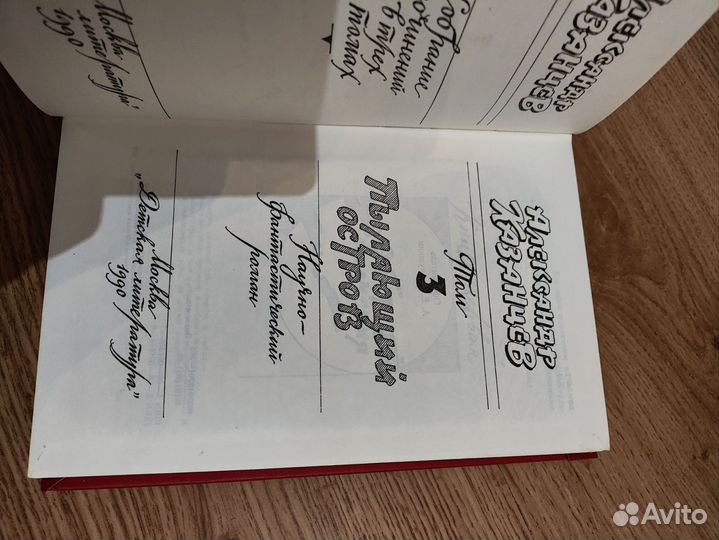 Александр
Казанцев
Собрание
сочинений
в трех
томах
Москва
литература"
1990
Александр
Казанцев
Том
3
Пылающий
остров
Научно-
фантастический
роман
Москва
„Детская литература"
1990
Avito